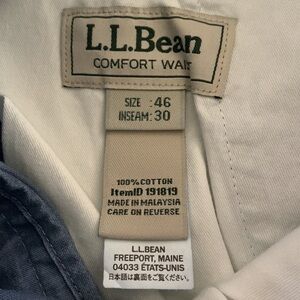 L.L.Bean
COMFORT WAIST
SIZE :46
INSEAM:30
100% COTTON
ItemID 191819
MADE IN MALAYSIA
CARE ON REVERSE
L.L.BEAN
FREEPORT, MAINE
04033 ÉTATS-UNIS
日本語は裏面をご覧ください。